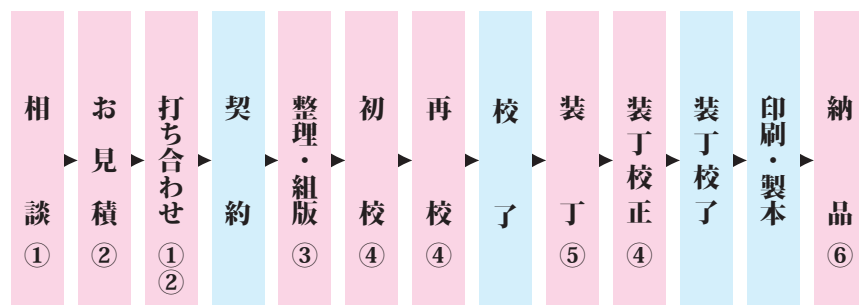 相談①
お見積②
打ち合わせ①②
契約
整理・組版③
初校④
再校④
校了
装丁⑤
装丁校正④
装丁校了
印刷・製本
納品⑥